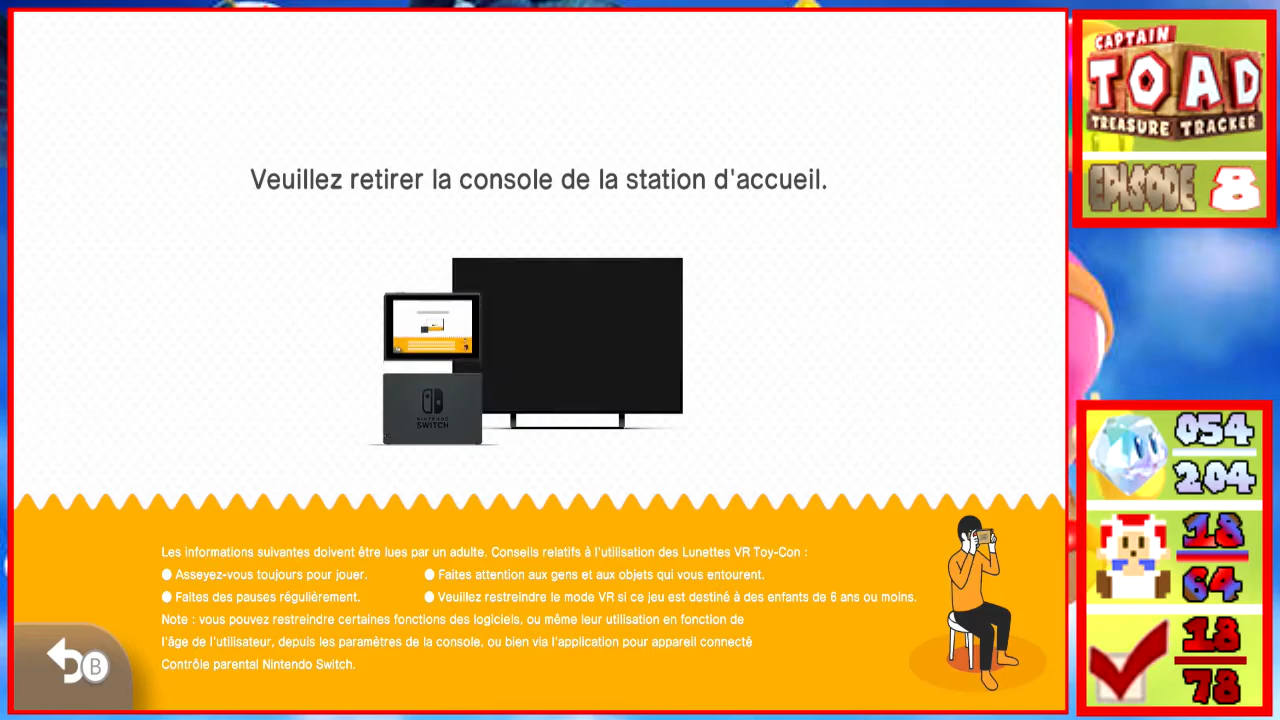 Veuillez retirer la console de la station d'accueil.
NINTENDO
SWITCH
Les informations suivantes doivent être lues par un adulte. Conseils relatifs à l'utilisation des Lunettes VR Toy-Con :
● Asseyez-vous toujours pour jouer.
● Faites attention aux gens et aux objets qui vous entourent.
● Faites des pauses régulièrement.
● Veuillez restreindre le mode VR si ce jeu est destiné à des enfants de 6 ans ou moins.
Note : vous pouvez restreindre certaines fonctions des logiciels, ou même leur utilisation en fonction de
l'âge de l'utilisateur, depuis les paramètres de la console, ou bien via l'application pour appareil connecté
Contrôle parental Nintendo Switch.
B
CAPTAIN
TOAD
TREASURE TRACKER
EPISODE 8
054
204
18
64
18
78